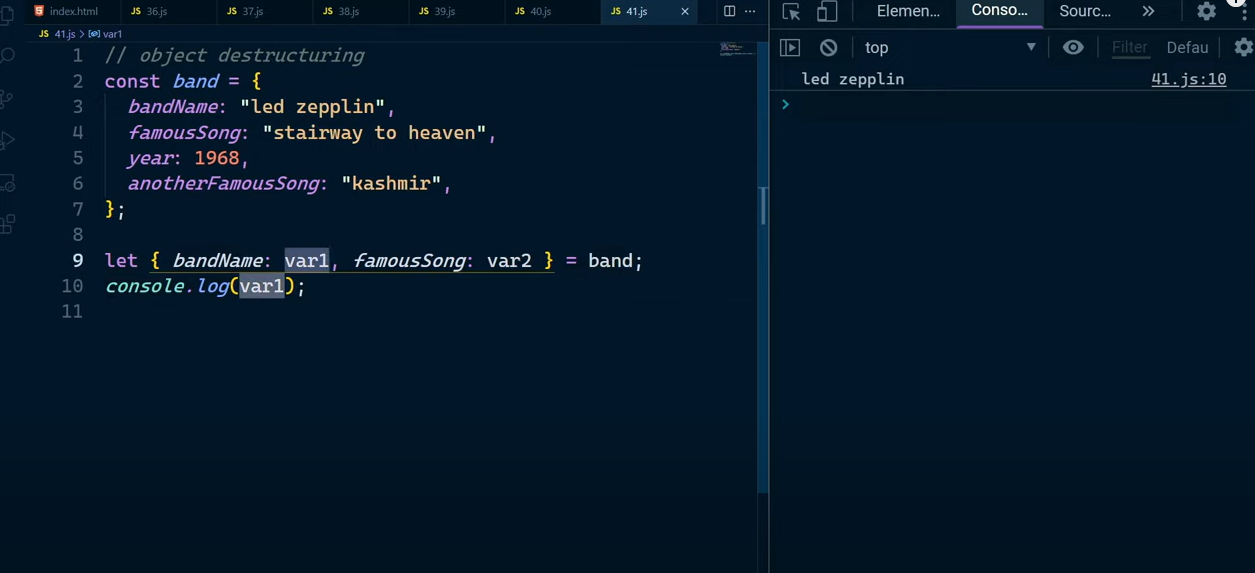 index.html JS 36.js JS 37.js JS 38.js JS 39.js JS 40.js JS 41.js × ...
JS 41.js > var1
1 // object destructuring
2 const band = {
3 bandName: "led zepplin",
4 famousSong: "stairway to heaven",
5 year: 1968,
6 anotherFamousSong: "kashmir",
7 };
8
9 let { bandName: var1, famousSong: var2 } = band;
10 console.log(var1);
11
Elemen... Conso... Sourc... »
top Filter Defau
led zepplin 41.js:10
>